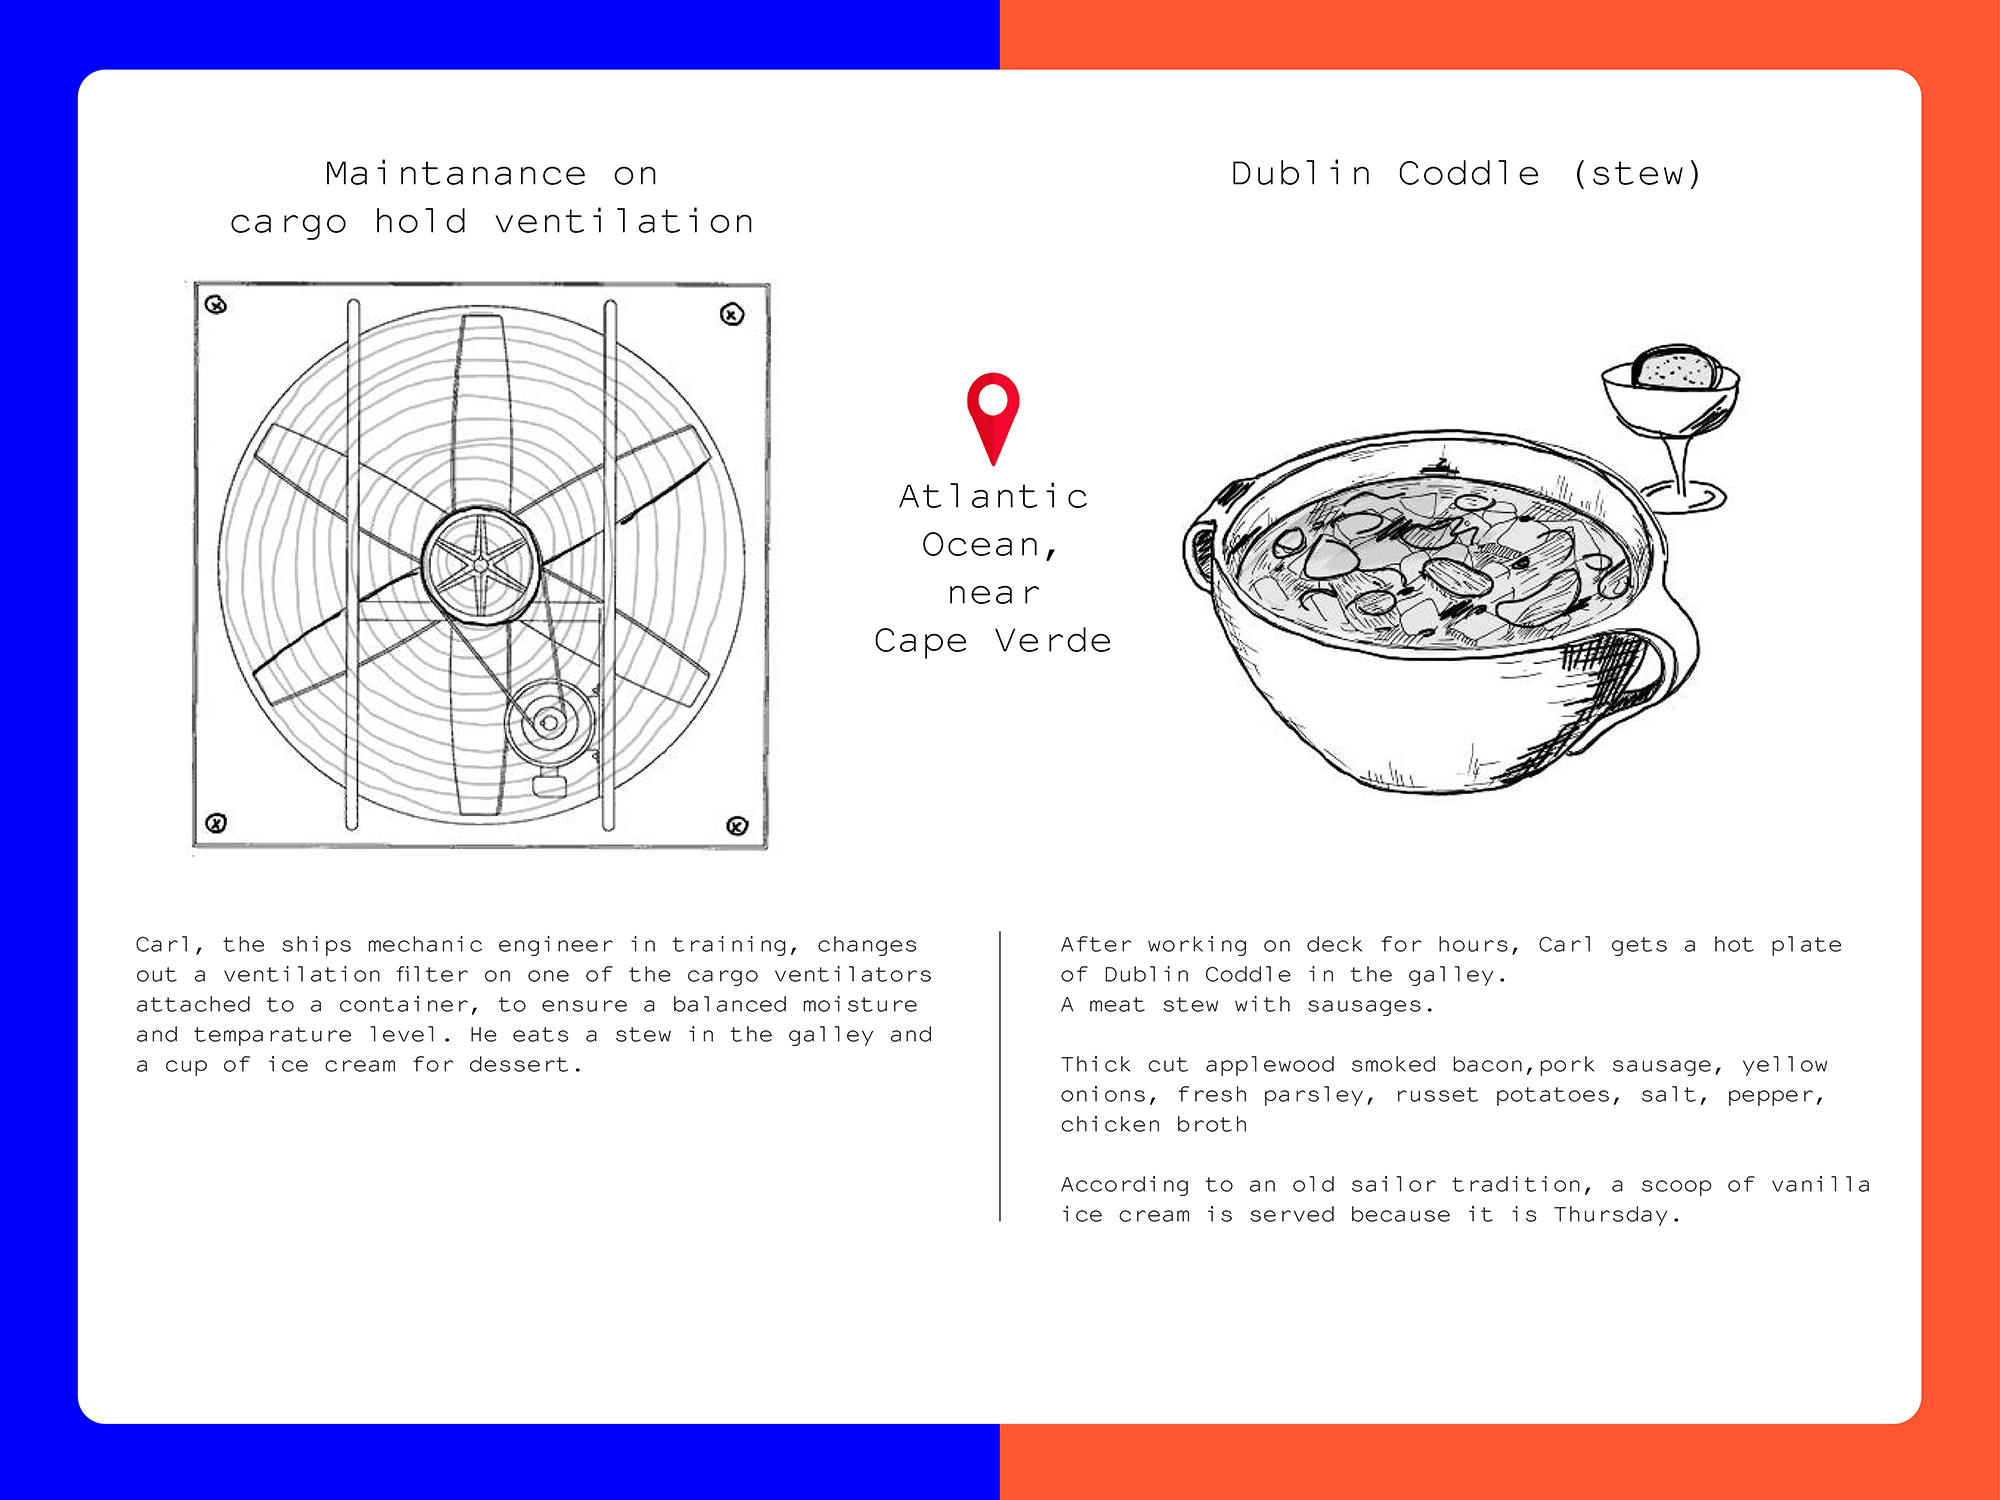 Maintanance on
cargo hold ventilation
Dublin Coddle (stew)
Atlantic
Ocean,
near
Cape Verde
Carl, the ships mechanic engineer in training, changes
out a ventilation filter on one of the cargo ventilators
attached to a container, to ensure a balanced moisture
and temparature level. He eats a stew in the galley and
a cup of ice cream for dessert.
After working on deck for hours, Carl gets a hot plate
of Dublin Coddle in the galley.
A meat stew with sausages.
Thick cut applewood smoked bacon,pork sausage, yellow
onions, fresh parsley, russet potatoes, salt, pepper,
chicken broth
According to an old sailor tradition, a scoop of vanilla
ice cream is served because it is Thursday.